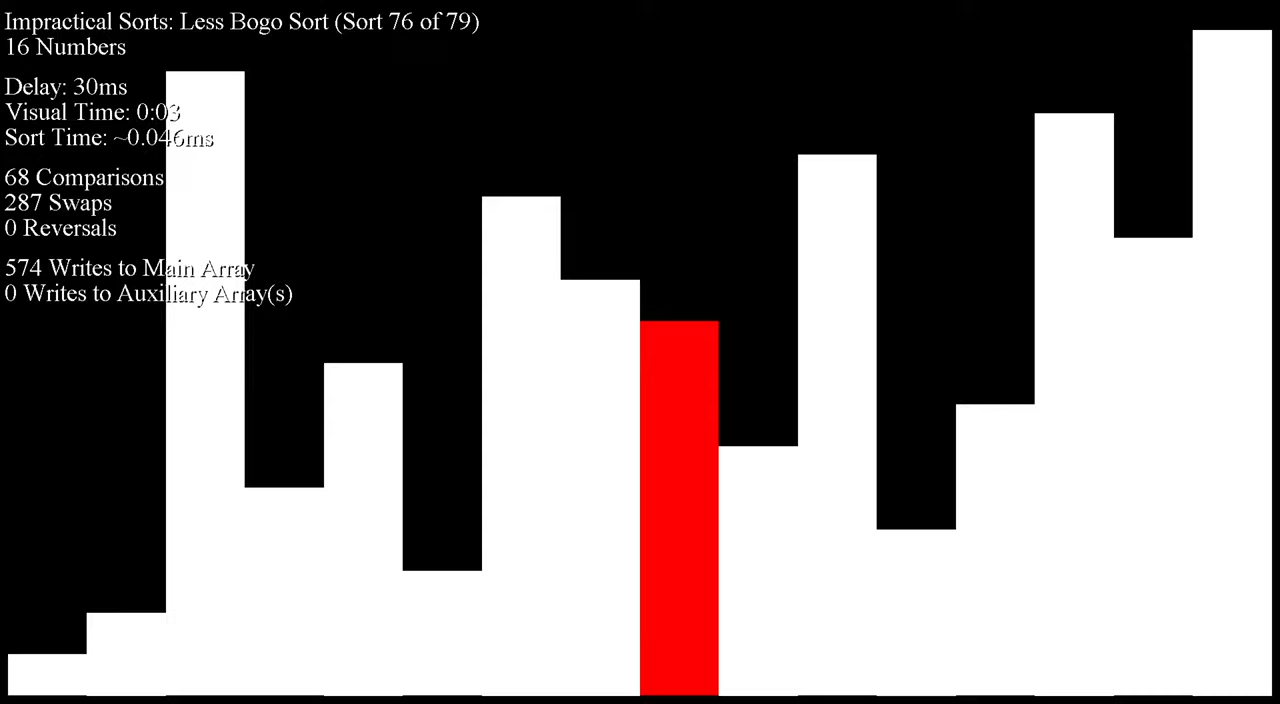 Impractical Sorts: Less Bogo Sort (Sort 76 of 79)
16 Numbers
Delay: 30ms
Visual Time: 0:03
Sort Time: ~0.046ms
68 Comparisons
287 Swaps
0 Reversals
574 Writes to Main Array
0 Writes to Auxiliary Array(s)